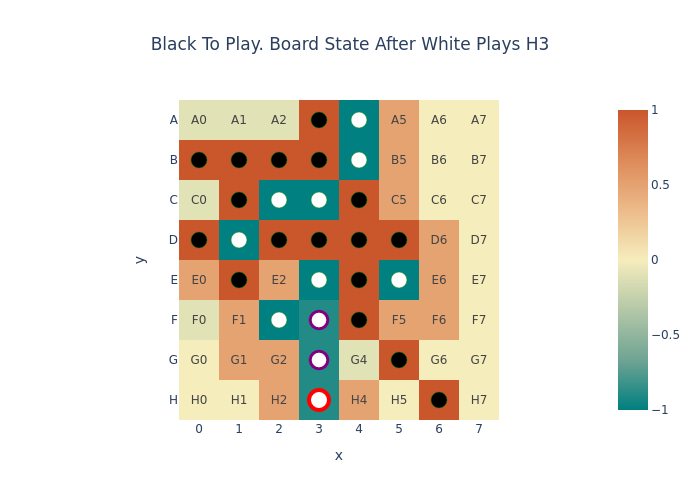 Black To Play. Board State After White Plays H3
A A0 A1 A2 A5 A6 A7
B B5 B6 B7
C C0 C5 C6 C7
D D6 D7
E E0 E2 E6 E7
F F0 F1 F5 F6 F7
G G0 G1 G2 G4 G6 G7
H H0 H1 H2 H4 H5 H7
0 1 2 3 4 5 6 7
x
y
1
0.5
0
−0.5
−1